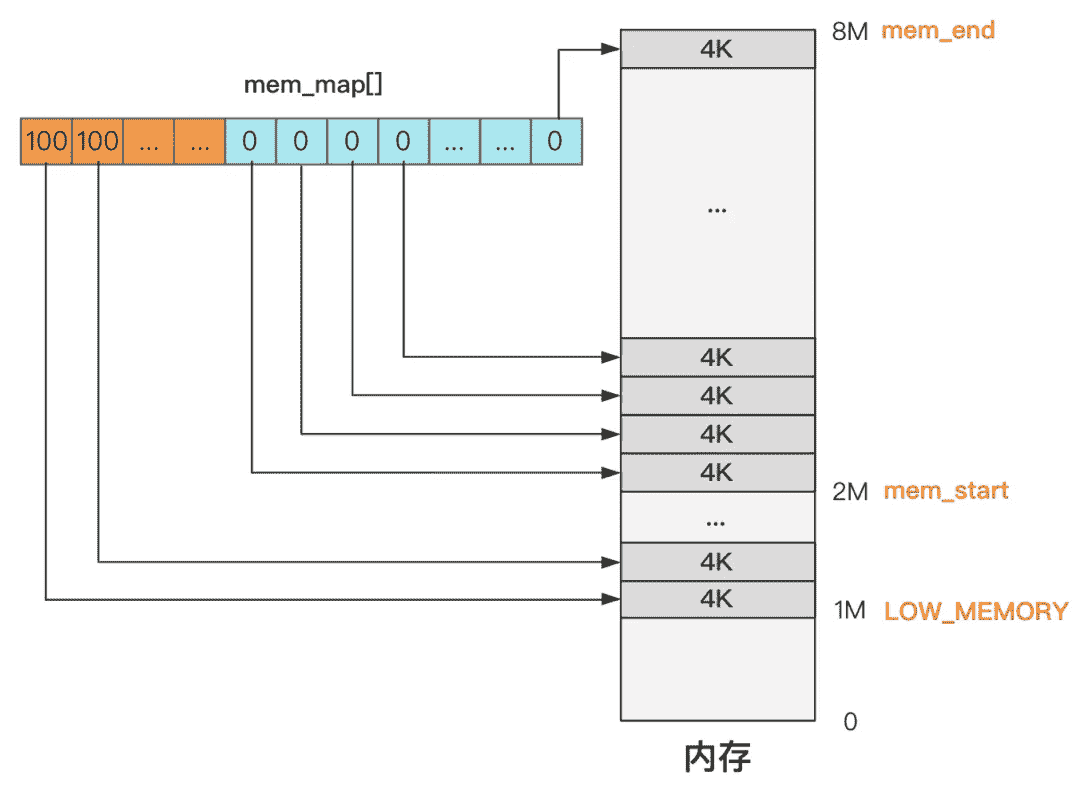 8M mem_end
4K
mem_map[]
100 100 ... ... 0 0 0 0 ... ... 0
...
4K
4K
4K
4K
2M mem_start
...
4K
4K
1M LOW_MEMORY
0
内存